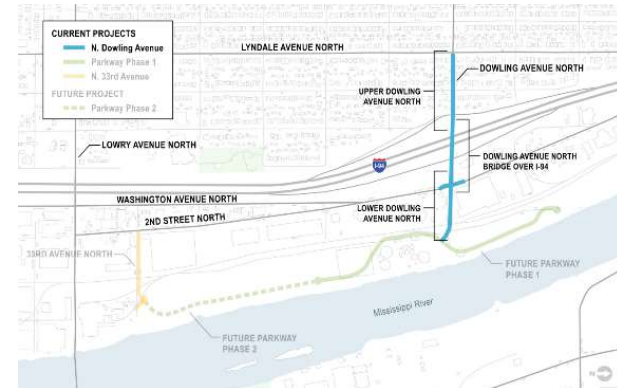 CURRENT PROJECTS
N. Dowling Avenue
Parkway Phase 1
N. 33rd Avenue
FUTURE PROJECT
Parkway Phase 2
LYNDALE AVENUE NORTH
DOWLING AVENUE NORTH
UPPER DOWLING
AVENUE NORTH
LOWRY AVENUE NORTH
I-94
DOWLING AVENUE NORTH
BRIDGE OVER I-94
WASHINGTON AVENUE NORTH
2ND STREET NORTH
LOWER DOWLING
AVENUE NORTH
33RD AVENUE NORTH
FUTURE PARKWAY
PHASE 1
Mississippi River
FUTURE PARKWAY
PHASE 2
N